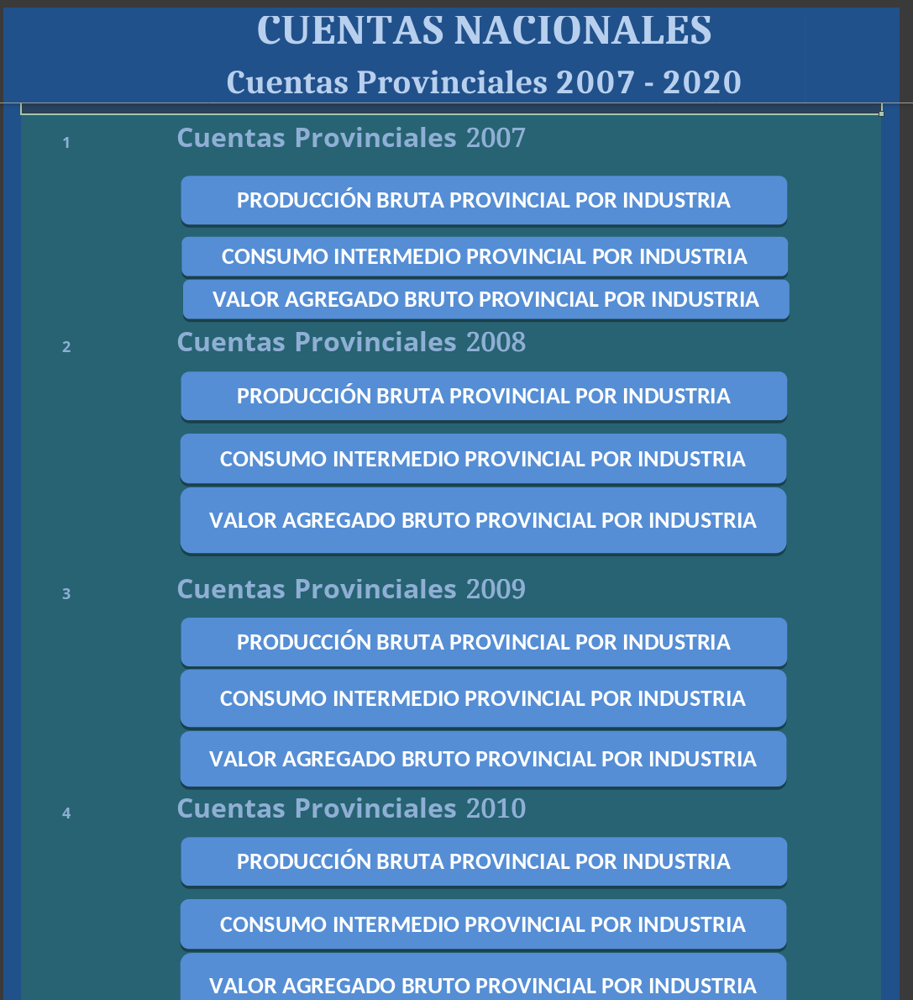 CUENTAS NACIONALES
Cuentas Provinciales 2007 - 2020
1 Cuentas Provinciales 2007
PRODUCCIÓN BRUTA PROVINCIAL POR INDUSTRIA
CONSUMO INTERMEDIO PROVINCIAL POR INDUSTRIA
VALOR AGREGADO BRUTO PROVINCIAL POR INDUSTRIA
2 Cuentas Provinciales 2008
PRODUCCIÓN BRUTA PROVINCIAL POR INDUSTRIA
CONSUMO INTERMEDIO PROVINCIAL POR INDUSTRIA
VALOR AGREGADO BRUTO PROVINCIAL POR INDUSTRIA
3 Cuentas Provinciales 2009
PRODUCCIÓN BRUTA PROVINCIAL POR INDUSTRIA
CONSUMO INTERMEDIO PROVINCIAL POR INDUSTRIA
VALOR AGREGADO BRUTO PROVINCIAL POR INDUSTRIA
4 Cuentas Provinciales 2010
PRODUCCIÓN BRUTA PROVINCIAL POR INDUSTRIA
CONSUMO INTERMEDIO PROVINCIAL POR INDUSTRIA
VALOR AGREGADO BRUTO PROVINCIAL POR INDUSTRIA